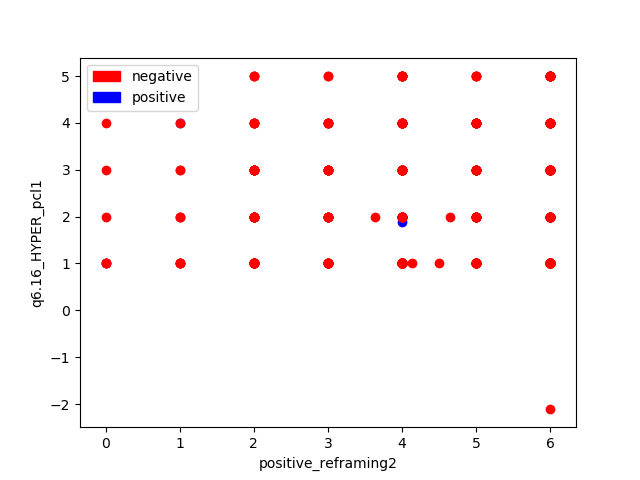 negative
positive
5
4
3
2
1
0
−1
−2
q6.16_HYPER_pcl1
0 1 2 3 4 5 6
positive_reframing2